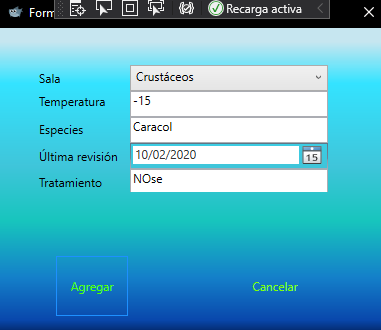 Form
Recarga activa
Sala Crustáceos
Temperatura -15
Especies Caracol
Última revisión 10/02/2020 15
Tratamiento NOse
Agregar Cancelar